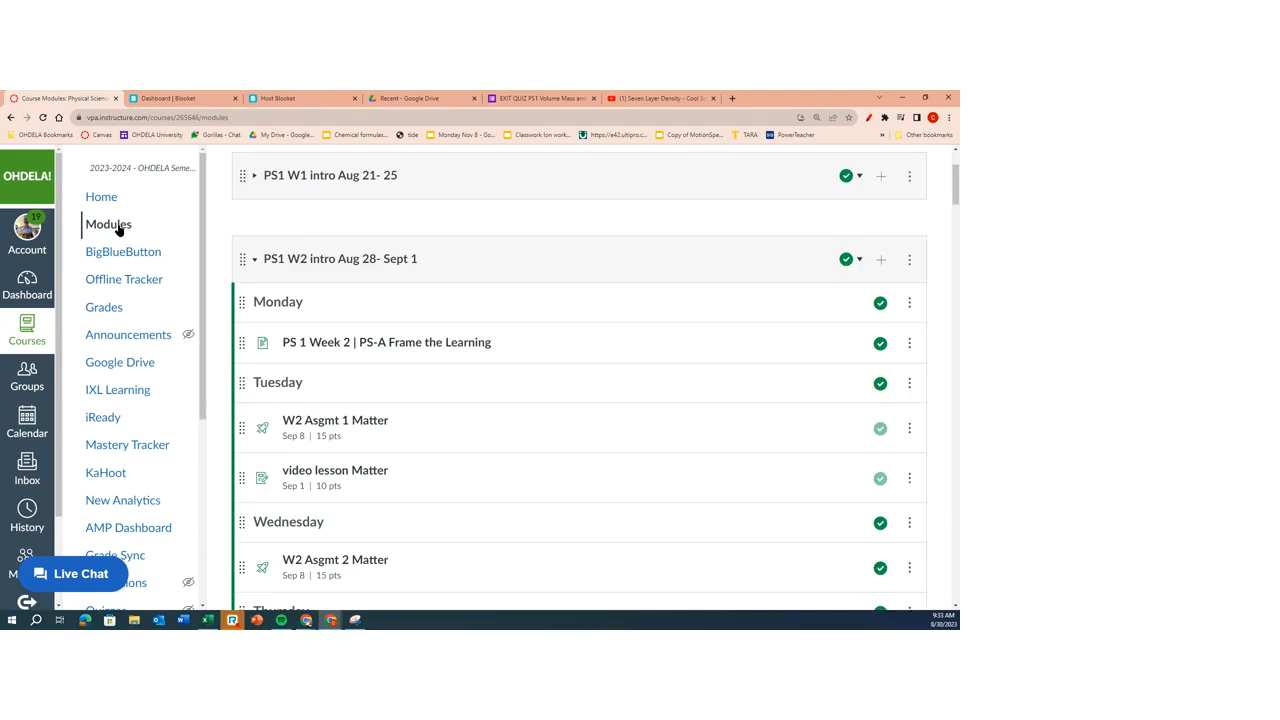 Course Modules: Physical Scienc
Dashboard | Blooket
Host Blooket
Recent - Google Drive
EXIT QUIZ PS1 Volume Mass and
(1) Seven Layer Density - Cool Sc
vpa.instructure.com/courses/265646/modules
OHDELA Bookmarks
Canvas
OHDELA University
Gorillas - Chat
My Drive - Google...
Chemical formulas...
tide
Monday Nov 8 - Go...
Classwork Ion work...
https://e42.ultipro....
Copy of MotionSpe...
TARA
PowerTeacher
Other bookmarks
OHDELA!
19
Account
Dashboard
Courses
Groups
Calendar
Inbox
History
2023-2024 - OHDELA Seme...
Home
Modules
BigBlueButton
Offline Tracker
Grades
Announcements
Google Drive
IXL Learning
iReady
Mastery Tracker
KaHoot
New Analytics
AMP Dashboard
Grade Sync
Live Chat
PS1 W1 intro Aug 21- 25
PS1 W2 intro Aug 28- Sept 1
Monday
PS 1 Week 2 | PS-A Frame the Learning
Tuesday
W2 Asgmt 1 Matter
Sep 8 | 15 pts
video lesson Matter
Sep 1 | 10 pts
Wednesday
W2 Asgmt 2 Matter
Sep 8 | 15 pts
Thursday
9:33 AM
8/30/2023